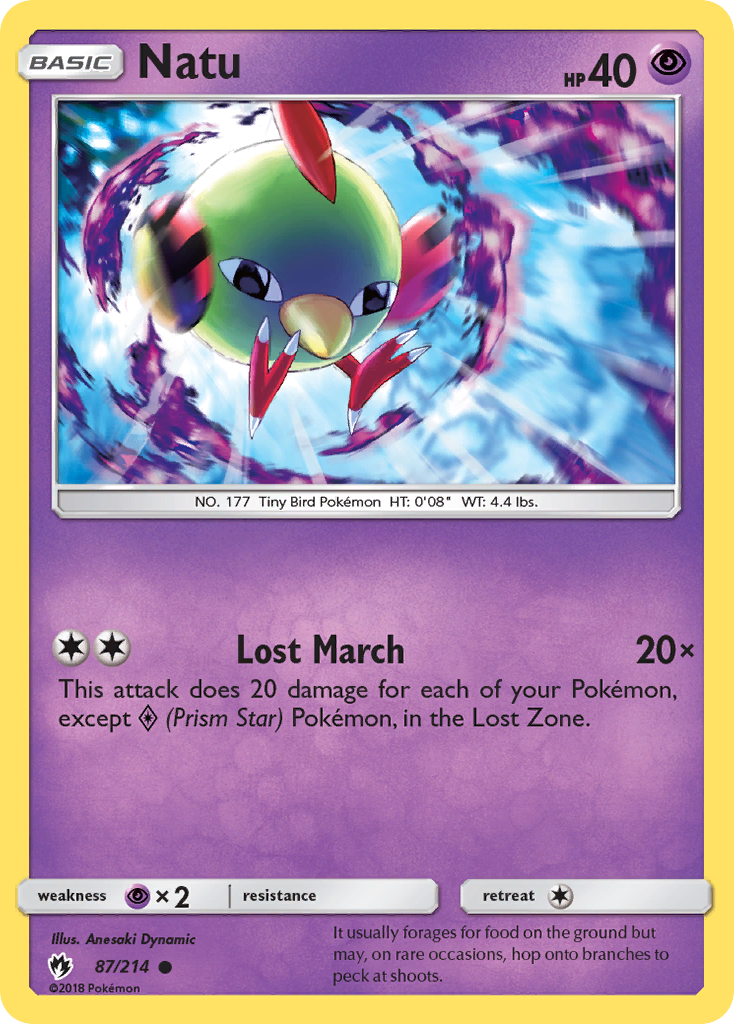 BASIC Natu HP 40
NO. 177 Tiny Bird Pokémon HT: 0'08" WT: 4.4 lbs.
Lost March 20×
This attack does 20 damage for each of your Pokémon,
except (Prism Star) Pokémon, in the Lost Zone.
weakness ×2 resistance retreat
Illus. Anesaki Dynamic
87/214
©2018 Pokémon
It usually forages for food on the ground but
may, on rare occasions, hop onto branches to
peck at shoots.